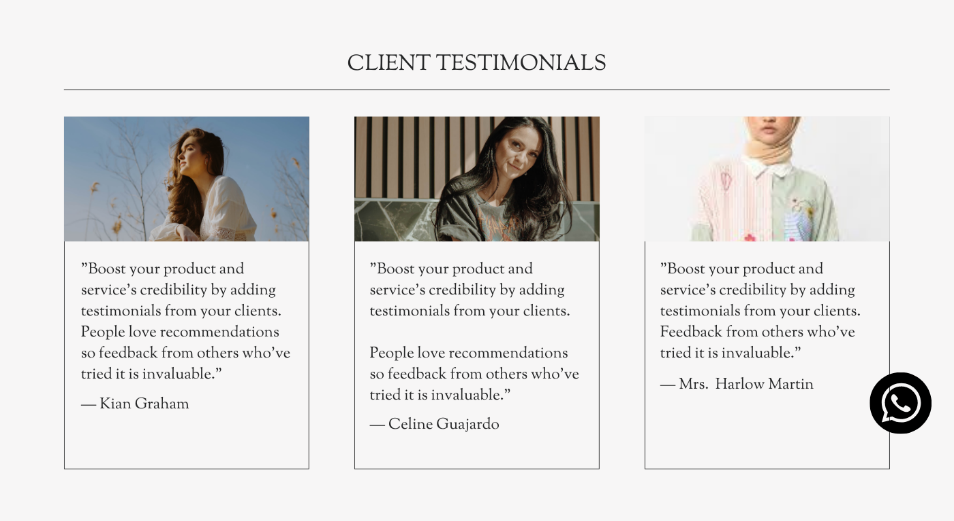 CLIENT TESTIMONIALS
”Boost your product and
service’s credibility by adding
testimonials from your clients.
People love recommendations
so feedback from others who’ve
tried it is invaluable.”
— Kian Graham
”Boost your product and
service’s credibility by adding
testimonials from your clients.
People love recommendations
so feedback from others who’ve
tried it is invaluable.”
— Celine Guajardo
”Boost your product and
service’s credibility by adding
testimonials from your clients.
Feedback from others who’ve
tried it is invaluable.”
— Mrs.  Harlow Martin